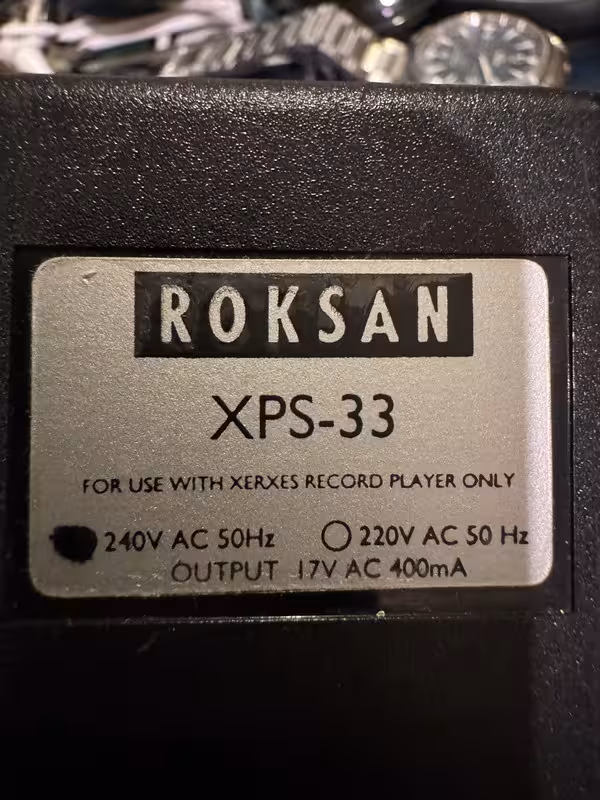 ROKSAN
XPS-33
FOR USE WITH XERXES RECORD PLAYER ONLY
240V AC 50Hz 220V AC 50 Hz
OUTPUT 17V AC 400mA